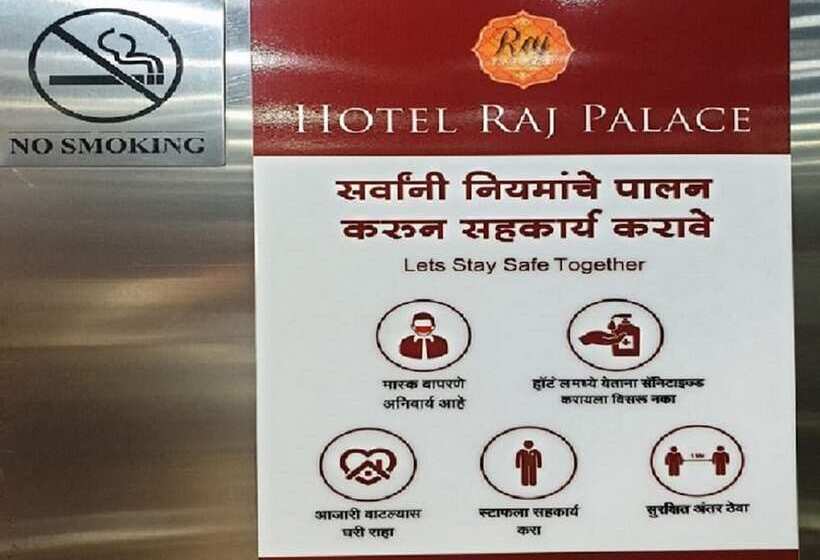 NO SMOKING
Raj
HOTEL RAJ PALACE
सर्वांनी नियमांचे पालन
करुन सहकार्य करावे
Lets Stay Safe Together
मास्क वापरणे
अनिवार्य आहे
हॉटेलमध्ये येताना सॅनिटाइज्ड
करायला विसरू नका
आजारी वाटल्यास
घरी राहा
स्टाफला सहकार्य
करा
सुरक्षित अंतर ठेवा